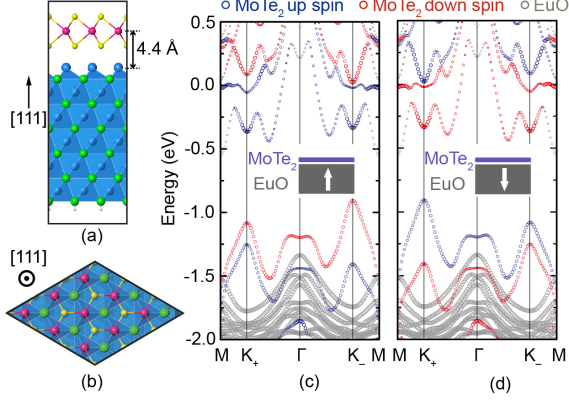 MoTe₂ up spin MoTe₂ down spin EuO
4.4 Å
[111]
(a)
[111]
(b)
Energy (eV)
0.5
0.0
-0.5
-1.0
-1.5
-2.0
MoTe₂
EuO
M K₊ Γ K₋ M
(c)
MoTe₂
EuO
M K₊ Γ K₋ M
(d)